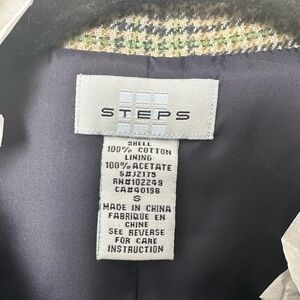 STEPS
SHELL
100% COTTON
LINING
100% ACETATE
S#J2175
RN#102249
CA#40198
S
MADE IN CHINA
FABRIQUE EN
CHINE
SEE REVERSE
FOR CARE
INSTRUCTION